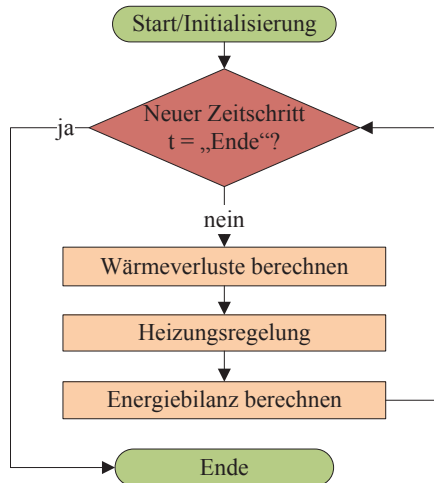 Start/Initialisierung
Neuer Zeitschritt
t = „Ende“?
ja
nein
Wärmeverluste berechnen
Heizungsregelung
Energiebilanz berechnen
Ende